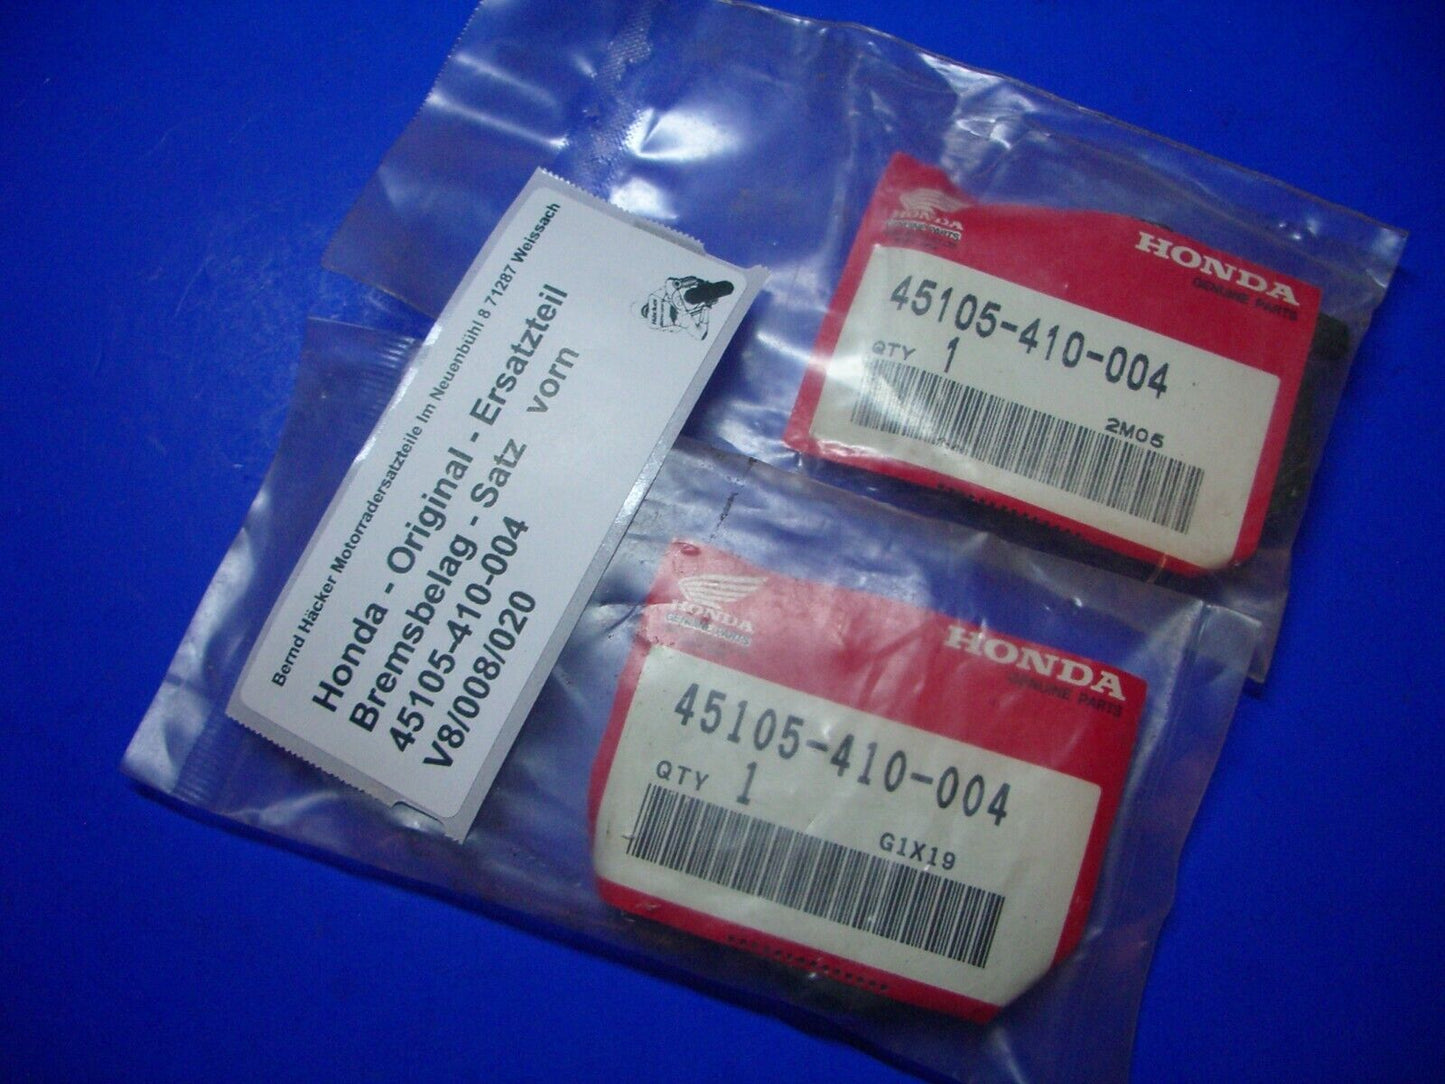 Bernd Häcker Motorradersatzteile Im Neuenbühl 8 71287 Weissach
Honda - Original - Ersatzteil
Bremsbelag - Satz vorn
45105-410-004
V8/008/020
HONDA
GENUINE PARTS
HONDA
GENUINE PARTS
45105-410-004
QTY 1
2M05
HONDA
GENUINE PARTS
HONDA
GENUINE PARTS
45105-410-004
QTY 1
G1X19